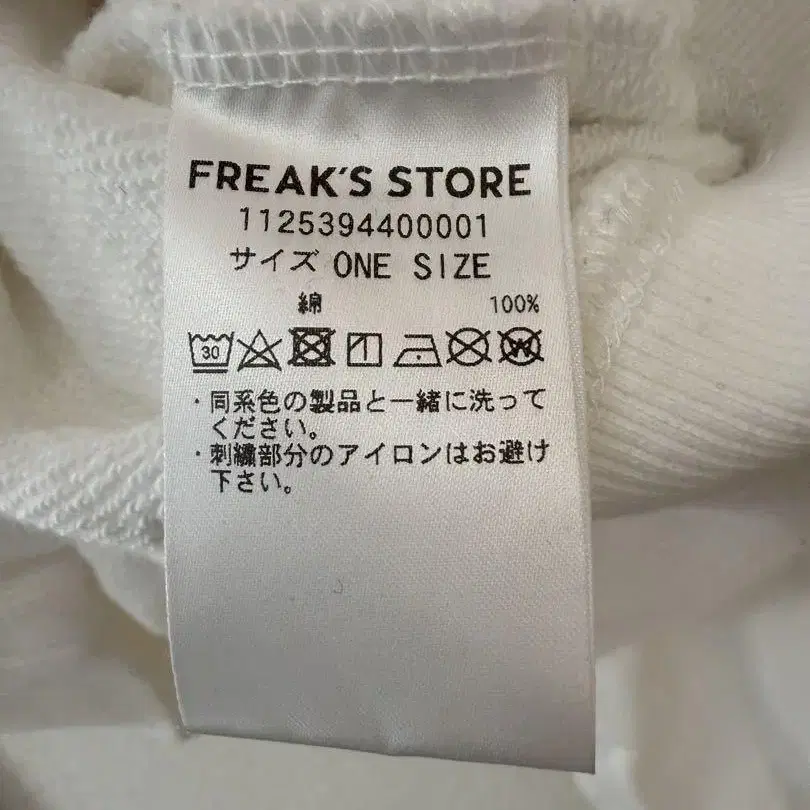 FREAK'S STORE
1125394400001
サイズ ONE SIZE
綿 100%
30
・同系色の製品と一緒に洗って
ください。
・刺繍部分のアイロンはお避け
下さい。